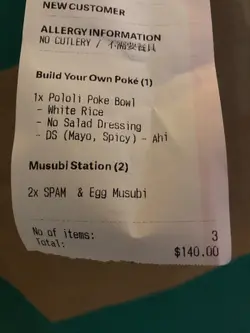 NEW CUSTOMER
ALLERGY INFORMATION
NO CUTLERY / 不需要餐具
Build Your Own Poké (1)
1x Pololi Poke Bowl
- White Rice
- No Salad Dressing
- DS (Mayo, Spicy) - Ahi
Musubi Station (2)
2x SPAM & Egg Musubi
No of items: 3
Total: $140.00